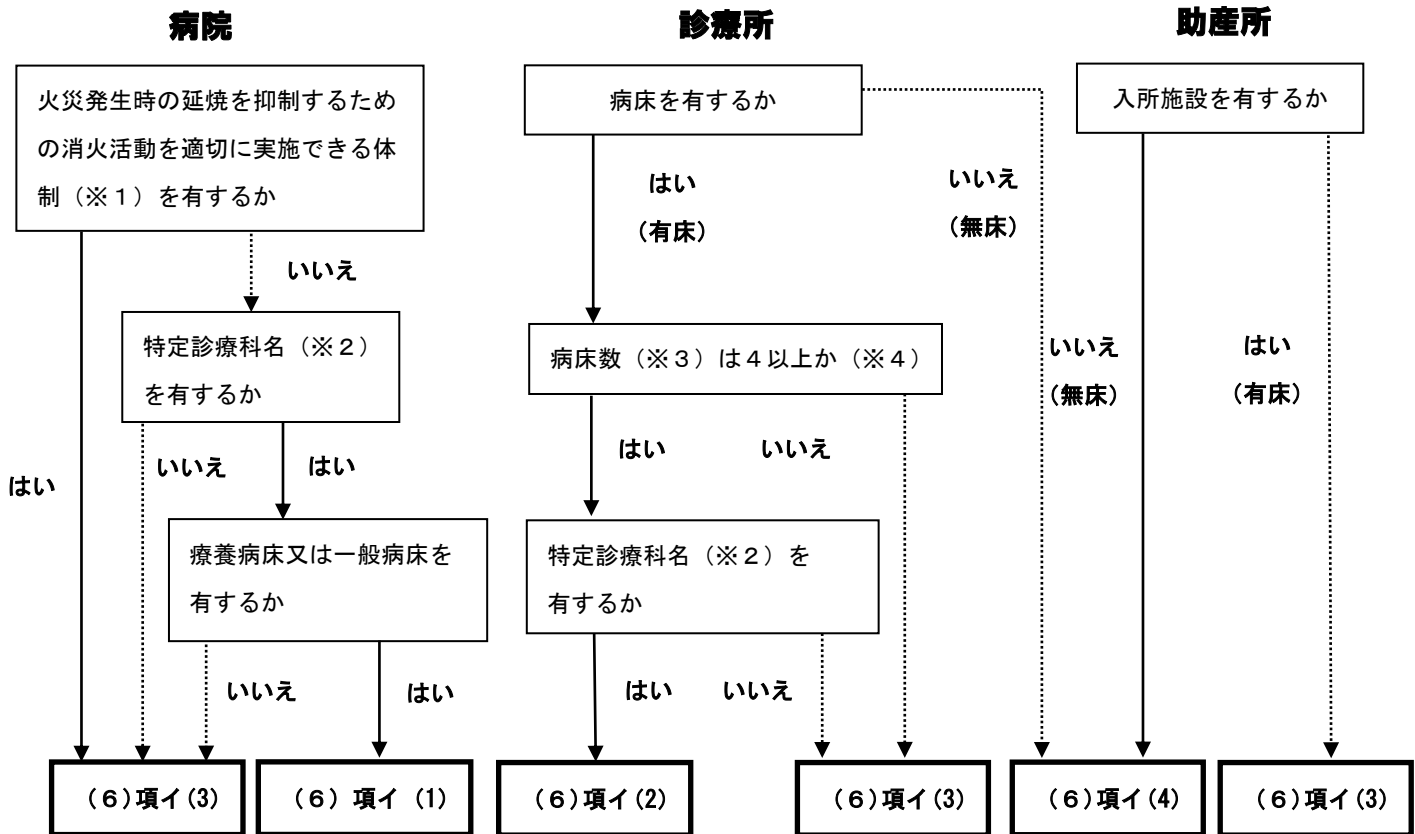 病院
火災発生時の延焼を抑制するため
の消火活動を適切に実施できる体
制（※１）を有するか
いいえ
特定診療科名（※２）
を有するか
はい
いいえ
はい
療養病床又は一般病床を
有するか
いいえ
はい
（６）項イ(3)
（６）項イ（1）
診療所
病床を有するか
はい
（有床）
いいえ
（無床）
病床数（※３）は４以上か（※４）
はい
いいえ
特定診療科名（※２）を
有するか
はい
いいえ
（６）項イ(2)
（６）項イ(3)
助産所
入所施設を有するか
いいえ
（無床）
はい
（有床）
（６）項イ(4)
（６）項イ(3)